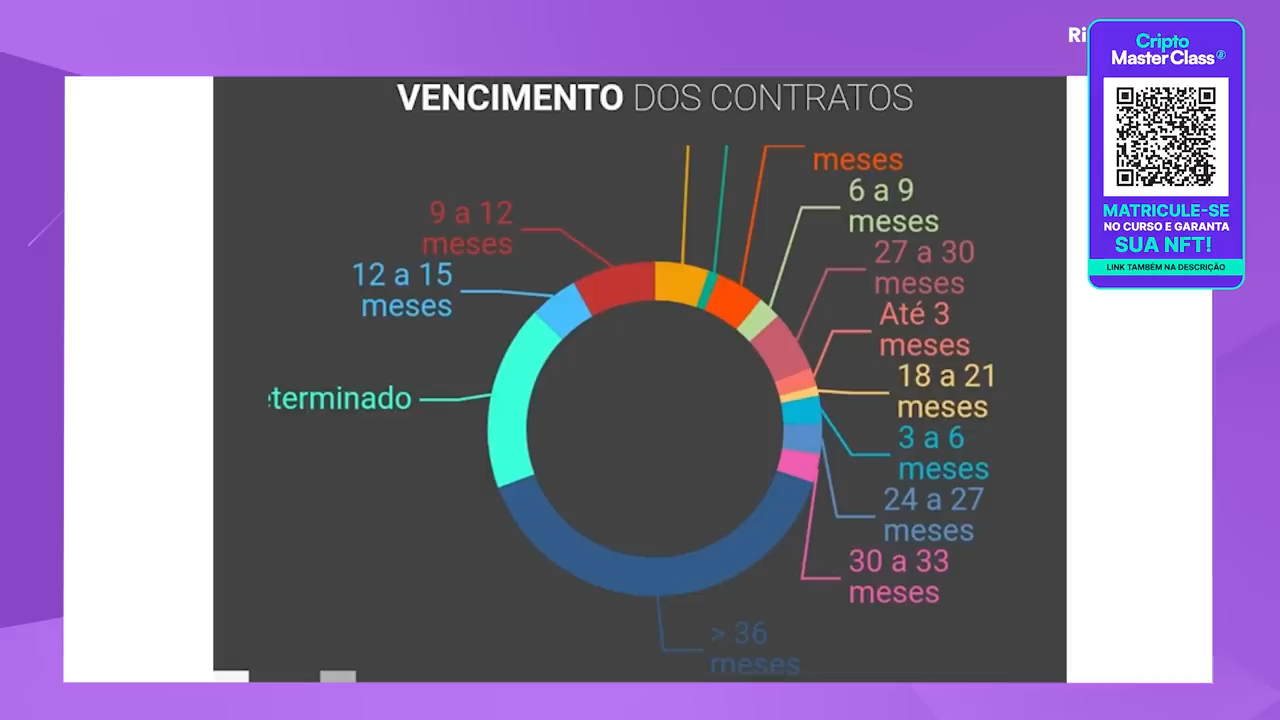 Ri
VENCIMENTO DOS CONTRATOS
meses
6 a 9
meses
9 a 12
meses
27 a 30
meses
12 a 15
meses
Até 3
meses
18 a 21
meses
terminado
3 a 6
meses
24 a 27
meses
30 a 33
meses
> 36
meses
Cripto
MasterClass
MATRICULE-SE
NO CURSO E GARANTA
SUA NFT!
LINK TAMBÉM NA DESCRIÇÃO